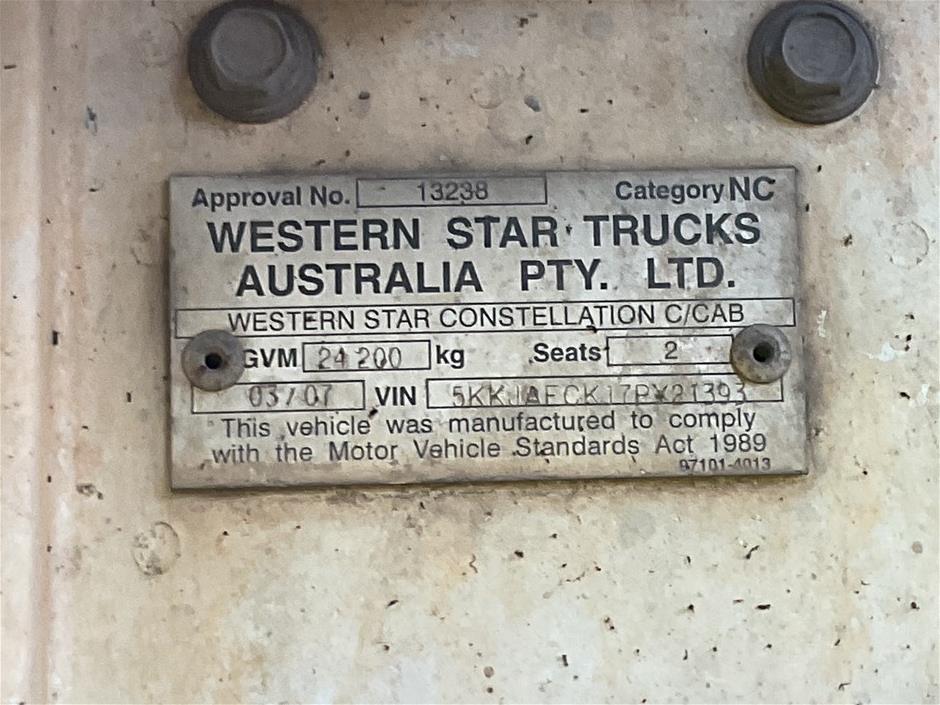 Approval No. 13238 Category NC
WESTERN STAR TRUCKS
AUSTRALIA PTY. LTD.
WESTERN STAR CONSTELLATION C/CAB
GVM 24 200 kg Seats 2
03/07 VIN 5KKJAECK17PX21393
This vehicle was manufactured to comply
with the Motor Vehicle Standards Act 1989
97101-4013